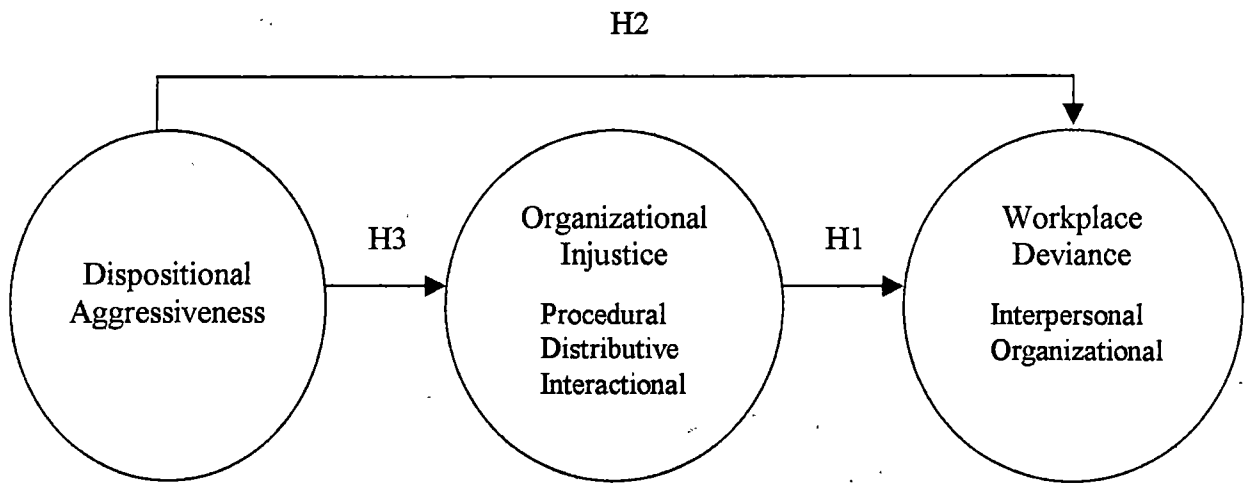 H2
Dispositional
Aggressiveness
H3
Organizational
Injustice
Procedural
Distributive
Interactional
H1
Workplace
Deviance
Interpersonal
Organizational